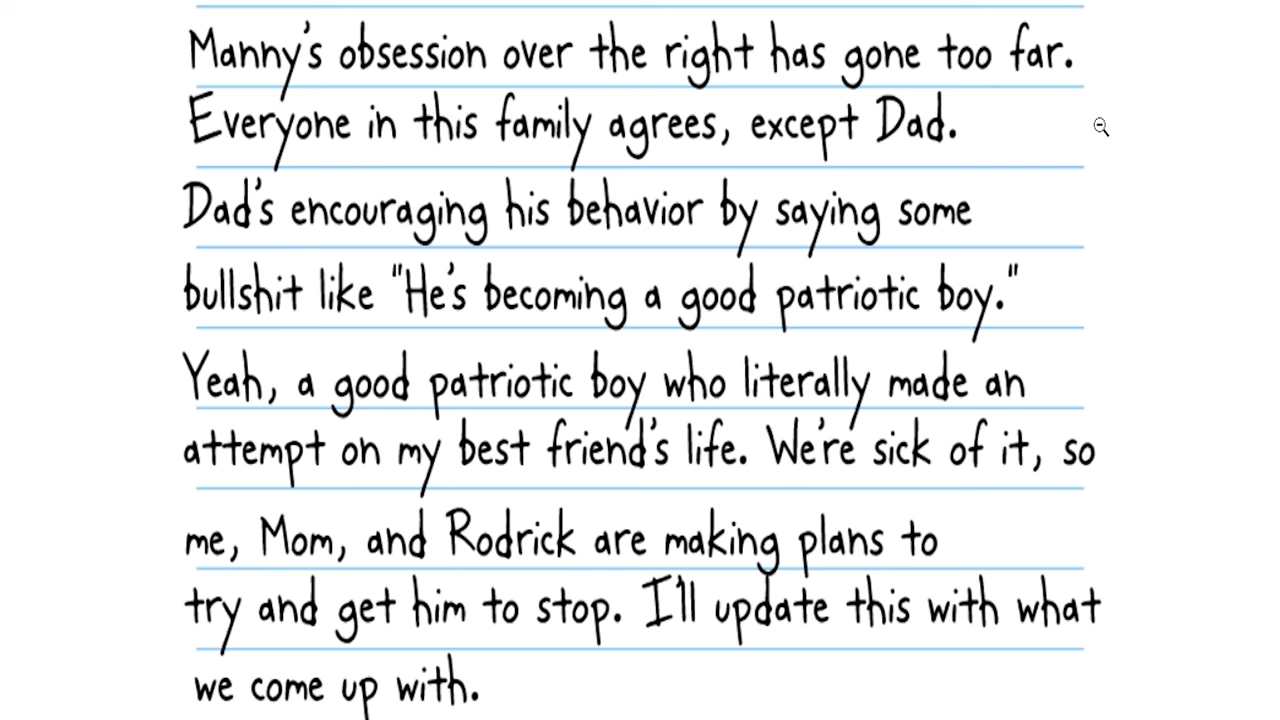 Manny's obsession over the right has gone too far.
Everyone in this family agrees, except Dad.
Dad's encouraging his behavior by saying some
bullshit like "He's becoming a good patriotic boy."
Yeah, a good patriotic boy who literally made an
attempt on my best friend's life. We're sick of it, so
me, Mom, and Rodrick are making plans to
try and get him to stop. I'll update this with what
we come up with.